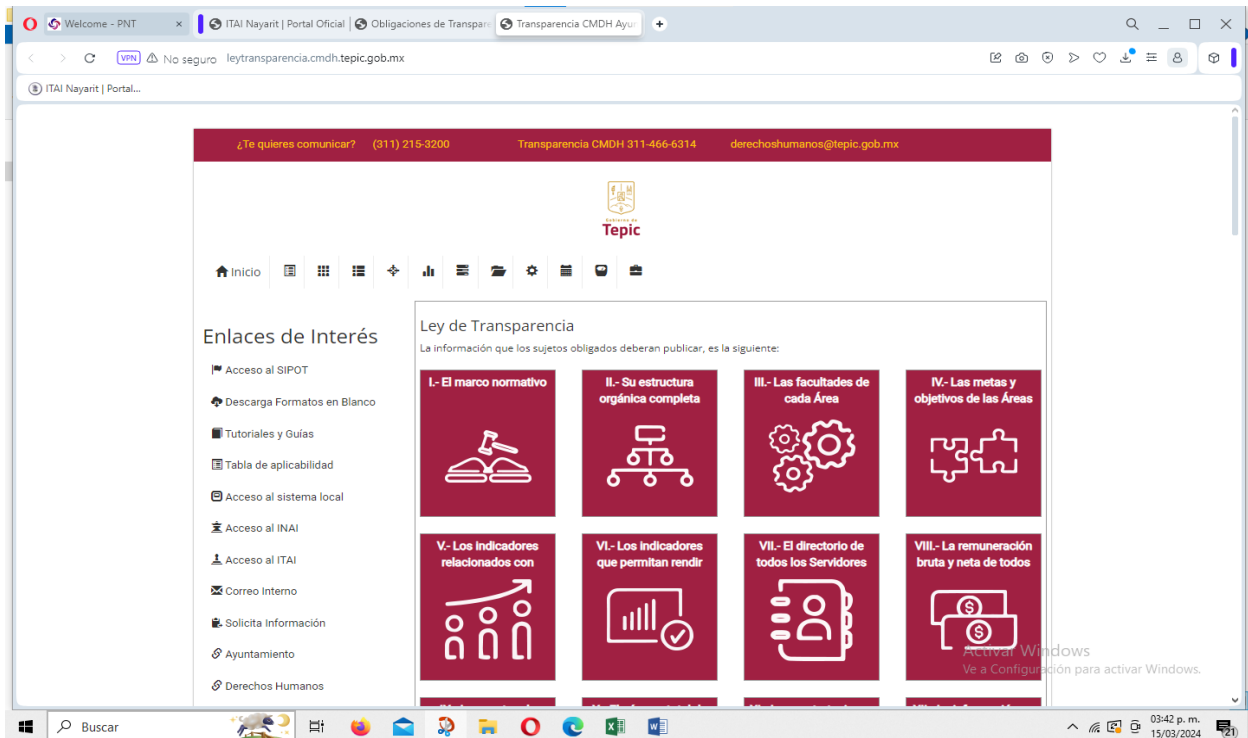 Welcome - PNT
ITAI Nayarit | Portal Oficial
Obligaciones de Transpare
Transparencia CMDH Ayun
VPN
No seguro
leytransparencia.cmdh.tepic.gob.mx
ITAI Nayarit | Portal...
¿Te quieres comunicar? (311) 215-3200 Transparencia CMDH 311-466-6314 derechoshumanos@tepic.gob.mx
Gobierno de
Tepic
Inicio
Enlaces de Interés
Acceso al SIPOT
Descarga Formatos en Blanco
Tutoriales y Guías
Tabla de aplicabilidad
Acceso al sistema local
Acceso al INAI
Acceso al ITAI
Correo Interno
Solicita Información
Ayuntamiento
Derechos Humanos
Ley de Transparencia
La información que los sujetos obligados deberan publicar, es la siguiente:
I.- El marco normativo
II.- Su estructura
orgánica completa
III.- Las facultades de
cada Área
IV.- Las metas y
objetivos de las Áreas
V.- Los indicadores
relacionados con
VI.- Los indicadores
que permitan rendir
VII.- El directorio de
todos los Servidores
VIII.- La remuneración
bruta y neta de todos
Activar Windows
Ve a Configuración para activar Windows.
Buscar
03:42 p. m.
15/03/2024
21